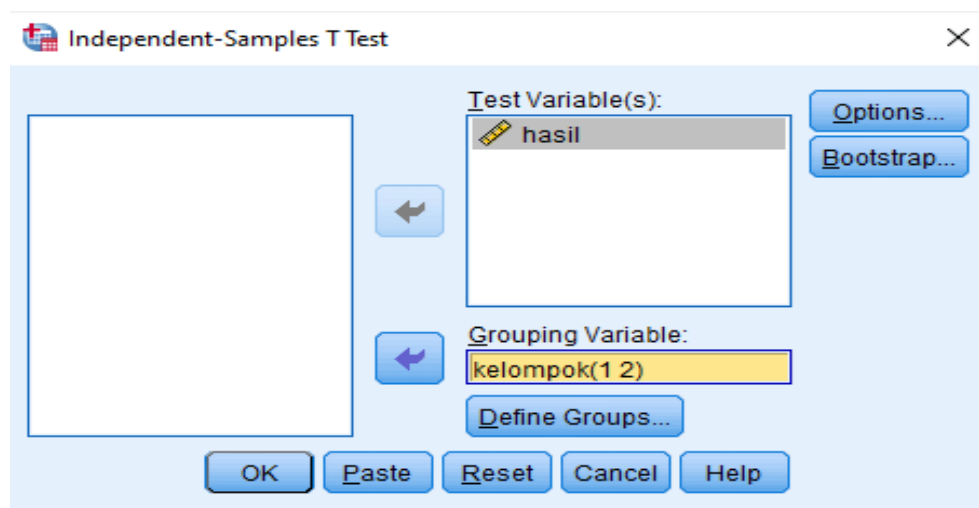 Independent-Samples T Test
Test Variable(s):
hasil
Options...
Bootstrap...
Grouping Variable:
kelompok(1 2)
Define Groups...
OK Paste Reset Cancel Help